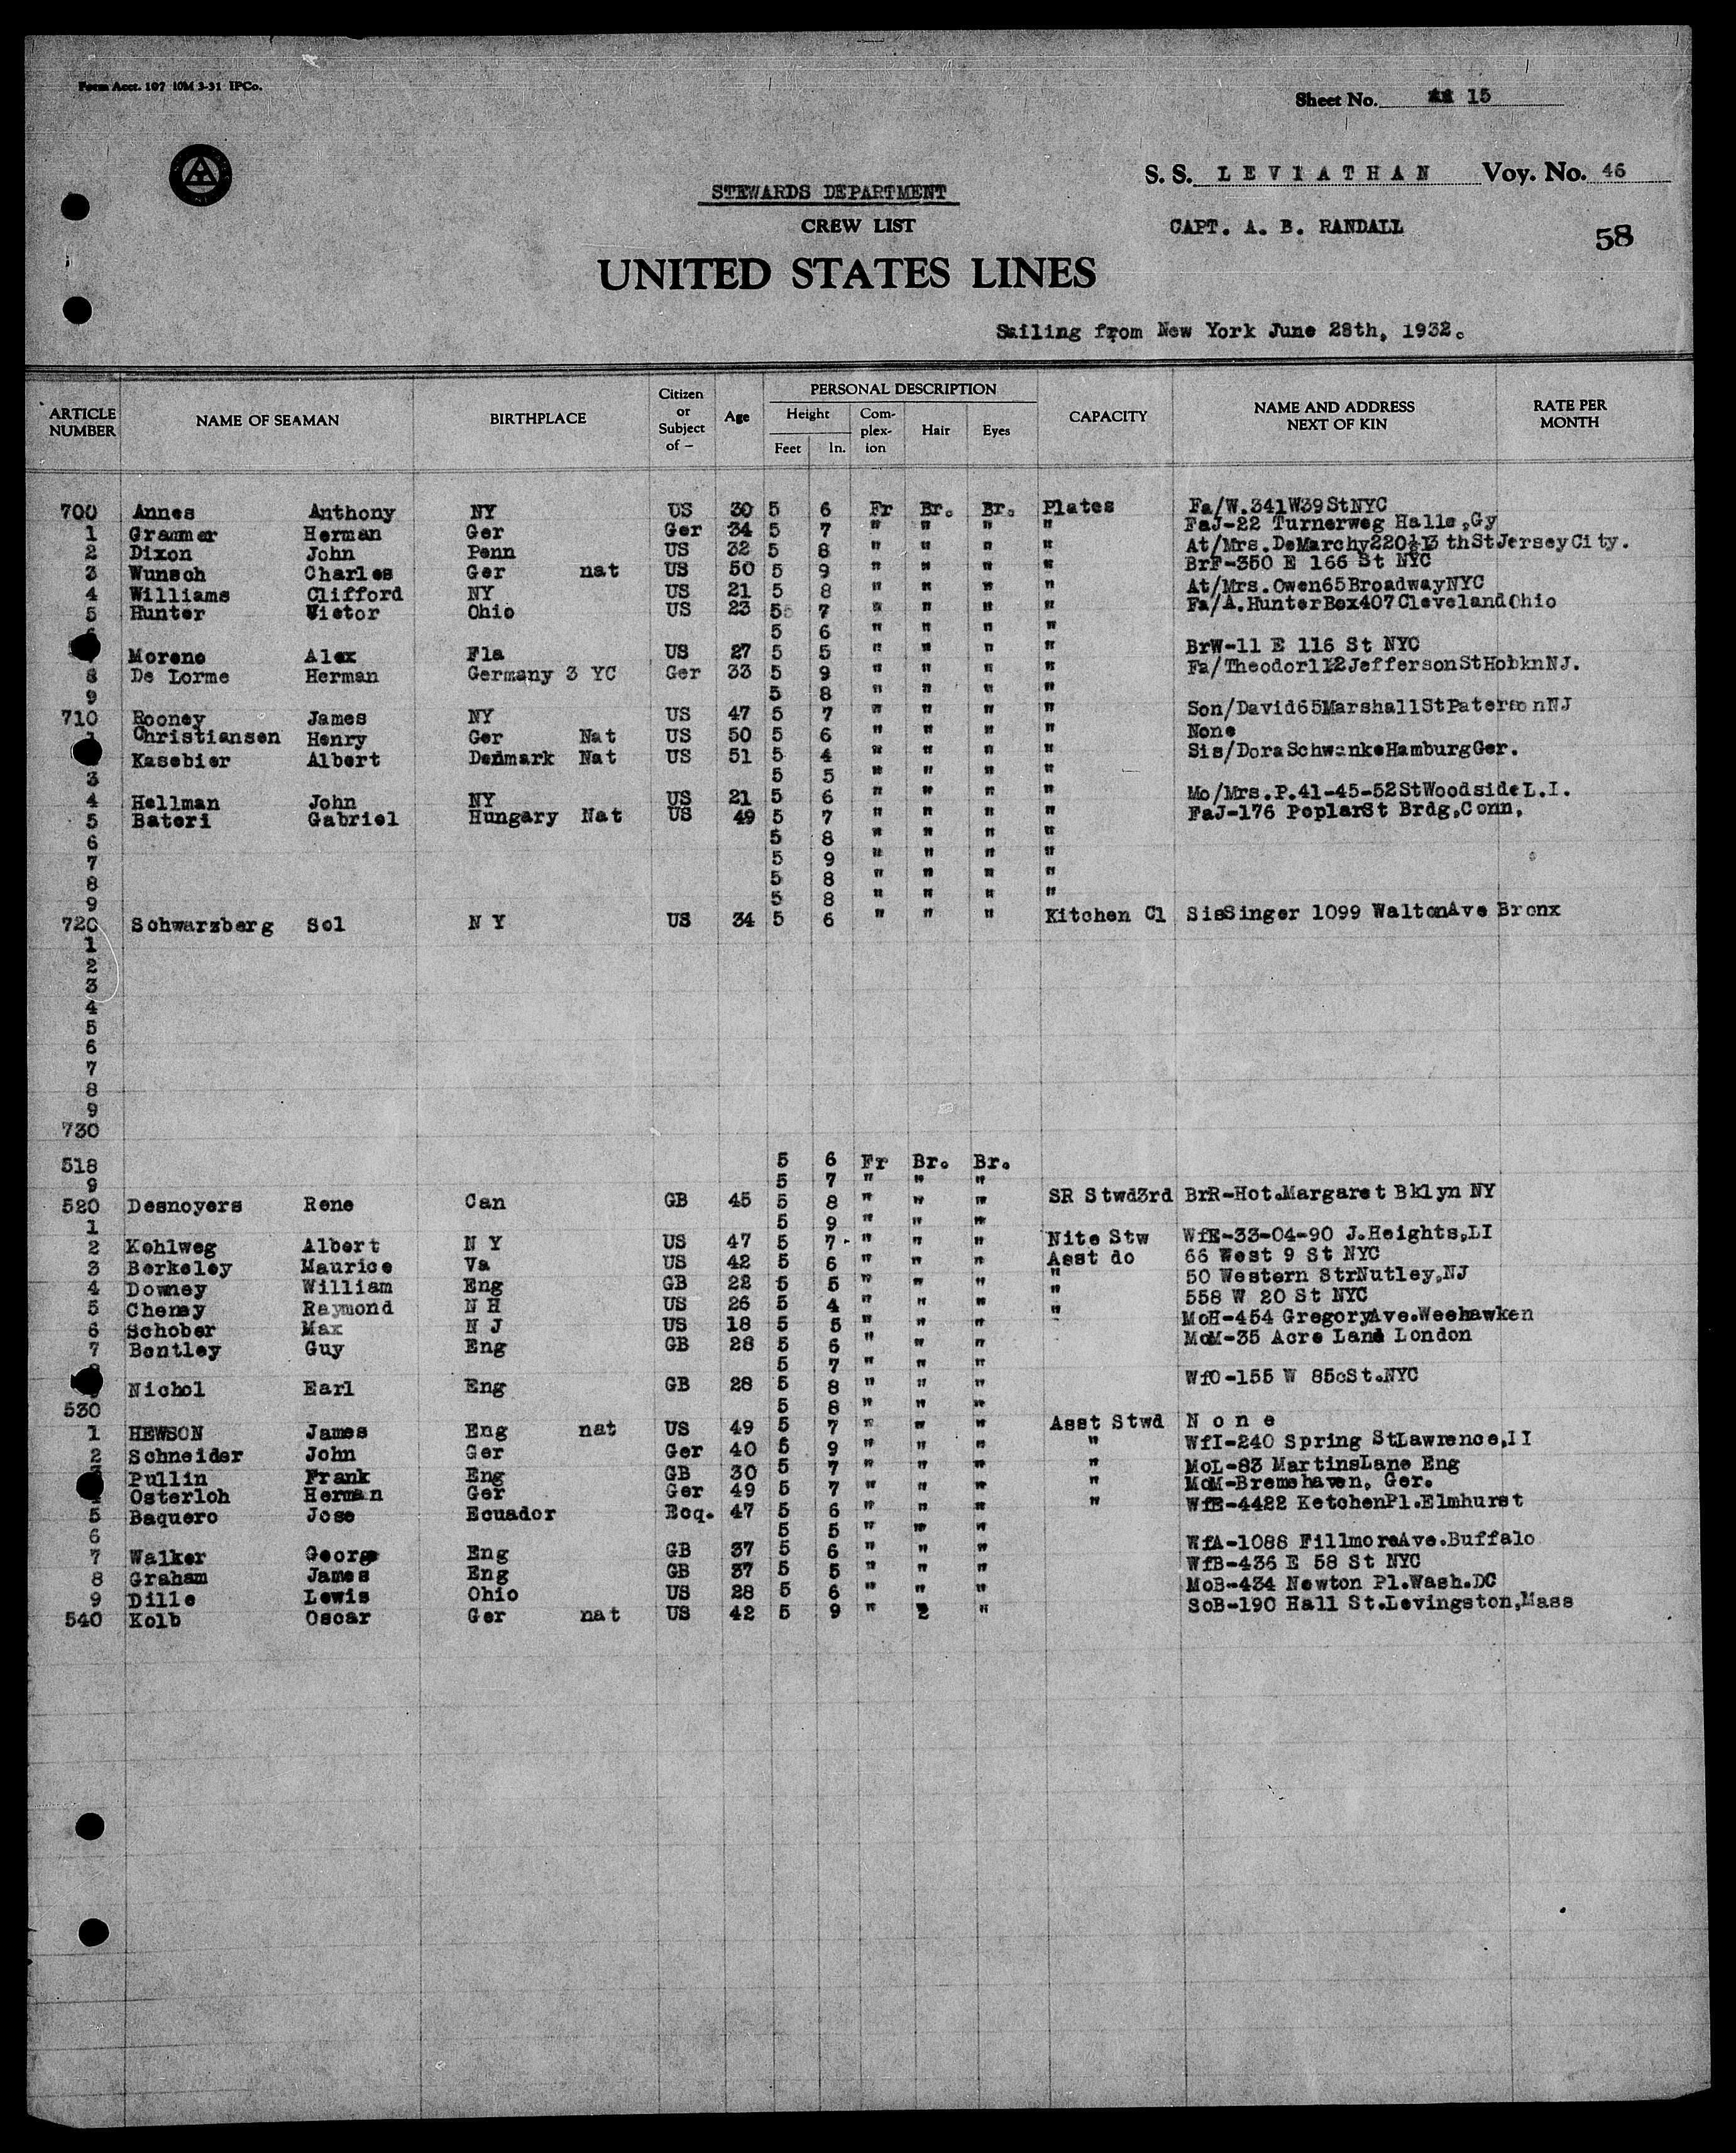 Form Acct. 107 10M 3-31 IPCo.
Sheet No. 15
S. S. LEVIATHAN Voy. No. 46
STEWARDS DEPARTMENT
CREW LIST
CAPT. A. B. RANDALL
58
UNITED STATES LINES
Sailing from New York June 28th, 1932.
ARTICLE NUMBER NAME OF SEAMAN BIRTHPLACE Citizen or Subject of — Age PERSONAL DESCRIPTION Height Feet In. Complexion Hair Eyes CAPACITY NAME AND ADDRESS NEXT OF KIN RATE PER MONTH
700 Annes Anthony NY US 30 5 6 Fr Br. Br. Plates Fa/W.341W39StNYC
1 Grammer Herman Ger Ger 34 5 7 " " " " FaJ-22 Turnerweg Halle,Gy
2 Dixon John Penn US 32 5 8 " " " " At/Mrs.DeMarchy220½13 thStJerseyCity.
3 Wunsch Charles Ger nat US 50 5 9 " " " " BrF-350 E 166 St NYC
4 Williams Clifford NY US 21 5 8 " " " " At/Mrs.Owen65BroadwayNYC
5 Hunter Victor Ohio US 23 5 7 " " " " Fa/A.HunterBox407ClevelandOhio
5 6 " " " "
Moreno Alex Fla US 27 5 5 " " " " BrW-11 E 116 St NYC
8 De Lorme Herman Germany 3 YC Ger 33 5 9 " " " " Fa/Theodor112JeffersonStHobknNJ.
9 5 8 " " " "
710 Rooney James NY US 47 5 7 " " " " Son/David65MarshallStPatersonNJ
Christiansen Henry Ger Nat US 50 5 6 " " " " None
Kasebier Albert Denmark Nat US 51 5 4 " " " " Sis/DoraSchwankeHamburgGer.
3 5 5 " " " "
4 Hellman John NY US 21 5 6 " " " " Mo/Mrs.P.41-45-52StWoodsideL.I.
5 Bateri Gabriel Hungary Nat US 49 5 7 " " " " FaJ-176 PoplarSt Brdg,Conn,
6 5 8 " " " "
7 5 9 " " " "
8 5 8 " " " "
9 5 8 " " " "
720 Schwarzberg Sol N Y US 34 5 6 " " " Kitchen Cl SisSinger 1099 WaltonAve Bronx
1
2
3
4
5
6
7
8
9
730
518 5 6 Fr Br. Br.
9 5 7 " " "
520 Desnoyers Rene Can GB 45 5 8 " " " SR Stwd3rd BrR-Hot.Margaret Bklyn NY
1 5 9 " " "
2 Kohlweg Albert N Y US 47 5 7 " " " Nite Stw WfE-33-04-90 J.Heights,LI
3 Berkeley Maurice Va US 42 5 6 " " " Asst do 66 West 9 St NYC
4 Downey William Eng GB 22 5 5 " " " " 50 Western StrNutley,NJ
5 Cheney Raymond N H US 26 5 4 " " " " 558 W 20 St NYC
6 Schober Max N J US 18 5 5 " " " " MoH-454 GregoryAve.Weehawken
7 Bentley Guy Eng GB 28 5 6 " " " MoM-35 Acre Land London
5 7 " " "
Nichol Earl Eng GB 28 5 8 " " " WfO-155 W 85cSt.NYC
530 5 8 " " "
1 HEWSON James Eng nat US 49 5 7 " " " Asst Stwd N o n e
2 Schneider John Ger Ger 40 5 9 " " " " WfI-240 Spring StLawrence,II
Pullin Frank Eng GB 30 5 7 " " " " MoL-83 MartinsLane Eng
Osterloh Herman Ger Ger 49 5 7 " " " " MoM-Bremehaven, Ger.
5 Baquero Jose Ecuador Ecq. 47 5 6 " " " " WfE-4422 KetchenPl.Elmhurst
6 5 5 " " "
7 Walker George Eng GB 37 5 6 " " " WfA-1088 FillmoreAve.Buffalo
8 Graham James Eng GB 37 5 5 " " " WfB-436 E 58 St NYC
9 Dille Lewis Ohio US 28 5 6 " " " MoB-434 Newton Pl.Wash.DC
540 Kolb Oscar Ger nat US 42 5 9 " 2 " SoB-190 Hall St.Levingston,Mass